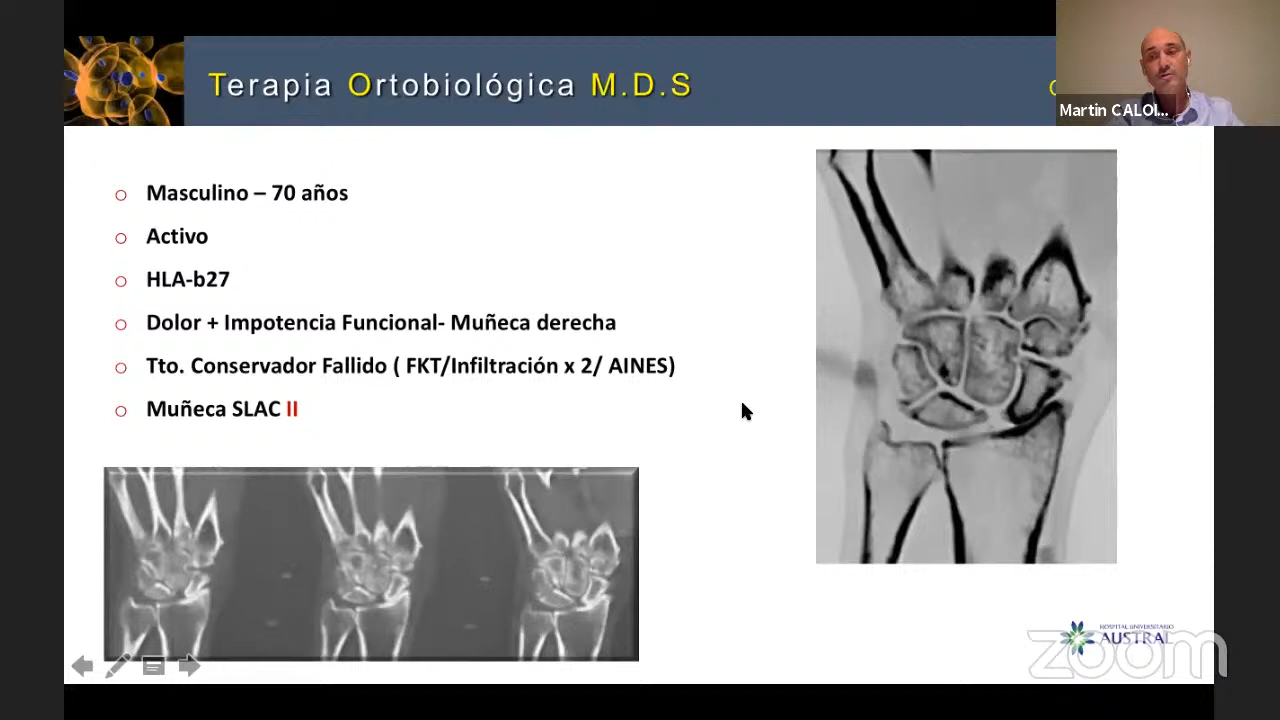 Terapia Ortobiológica M.D.S
Martin CALOI...
Masculino – 70 años
Activo
HLA-b27
Dolor + Impotencia Funcional- Muñeca derecha
Tto. Conservador Fallido ( FKT/Infiltración x 2/ AINES)
Muñeca SLAC II
HOSPITAL UNIVERSITARIO
AUSTRAL
zoom